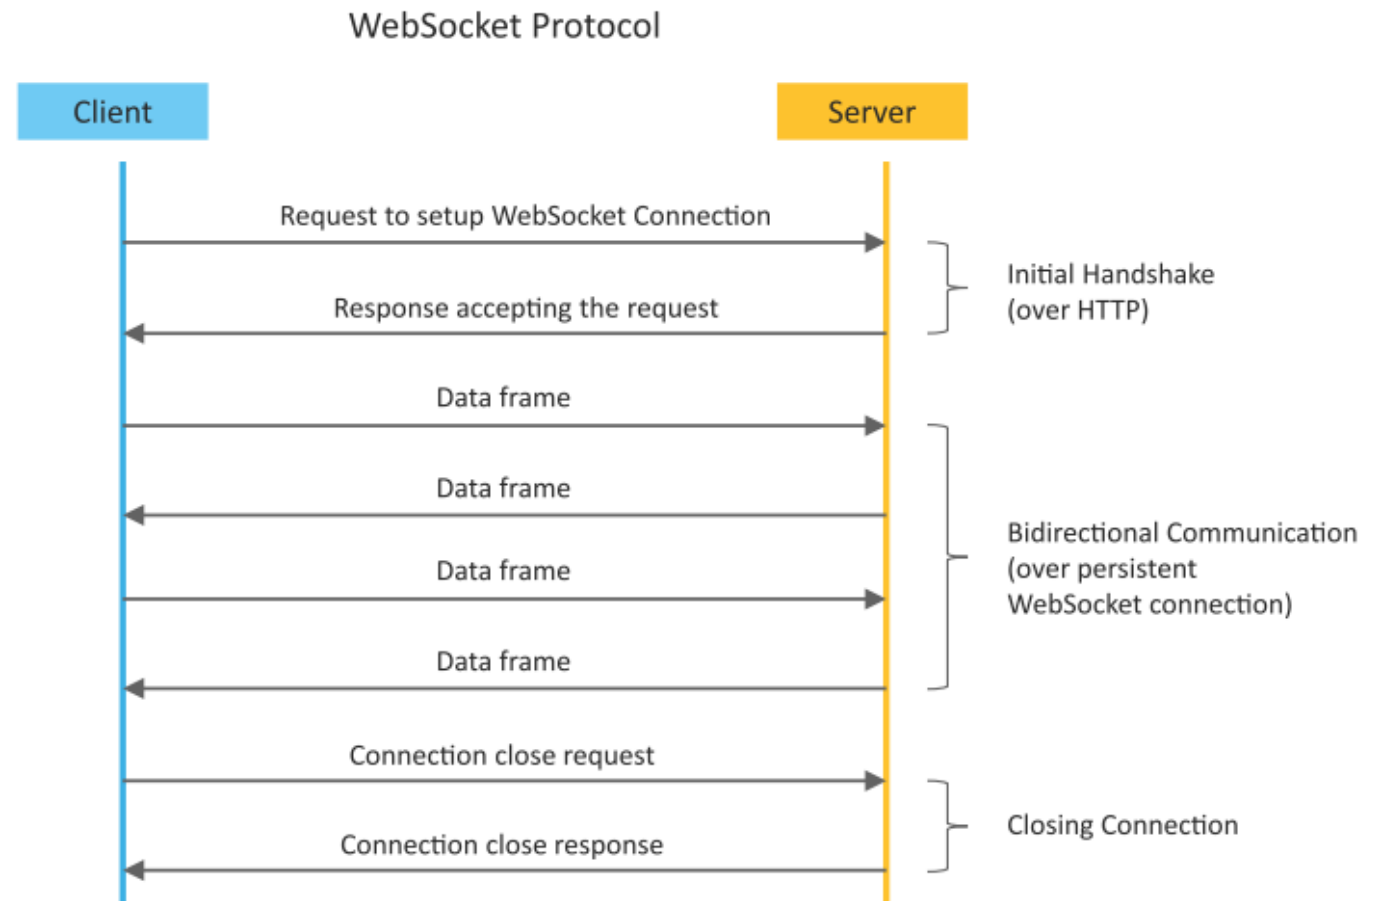 WebSocket Protocol
Client
Server
Request to setup WebSocket Connection
Initial Handshake
(over HTTP)
Response accepting the request
Data frame
Data frame
Bidirectional Communication
(over persistent
WebSocket connection)
Data frame
Data frame
Connection close request
Closing Connection
Connection close response